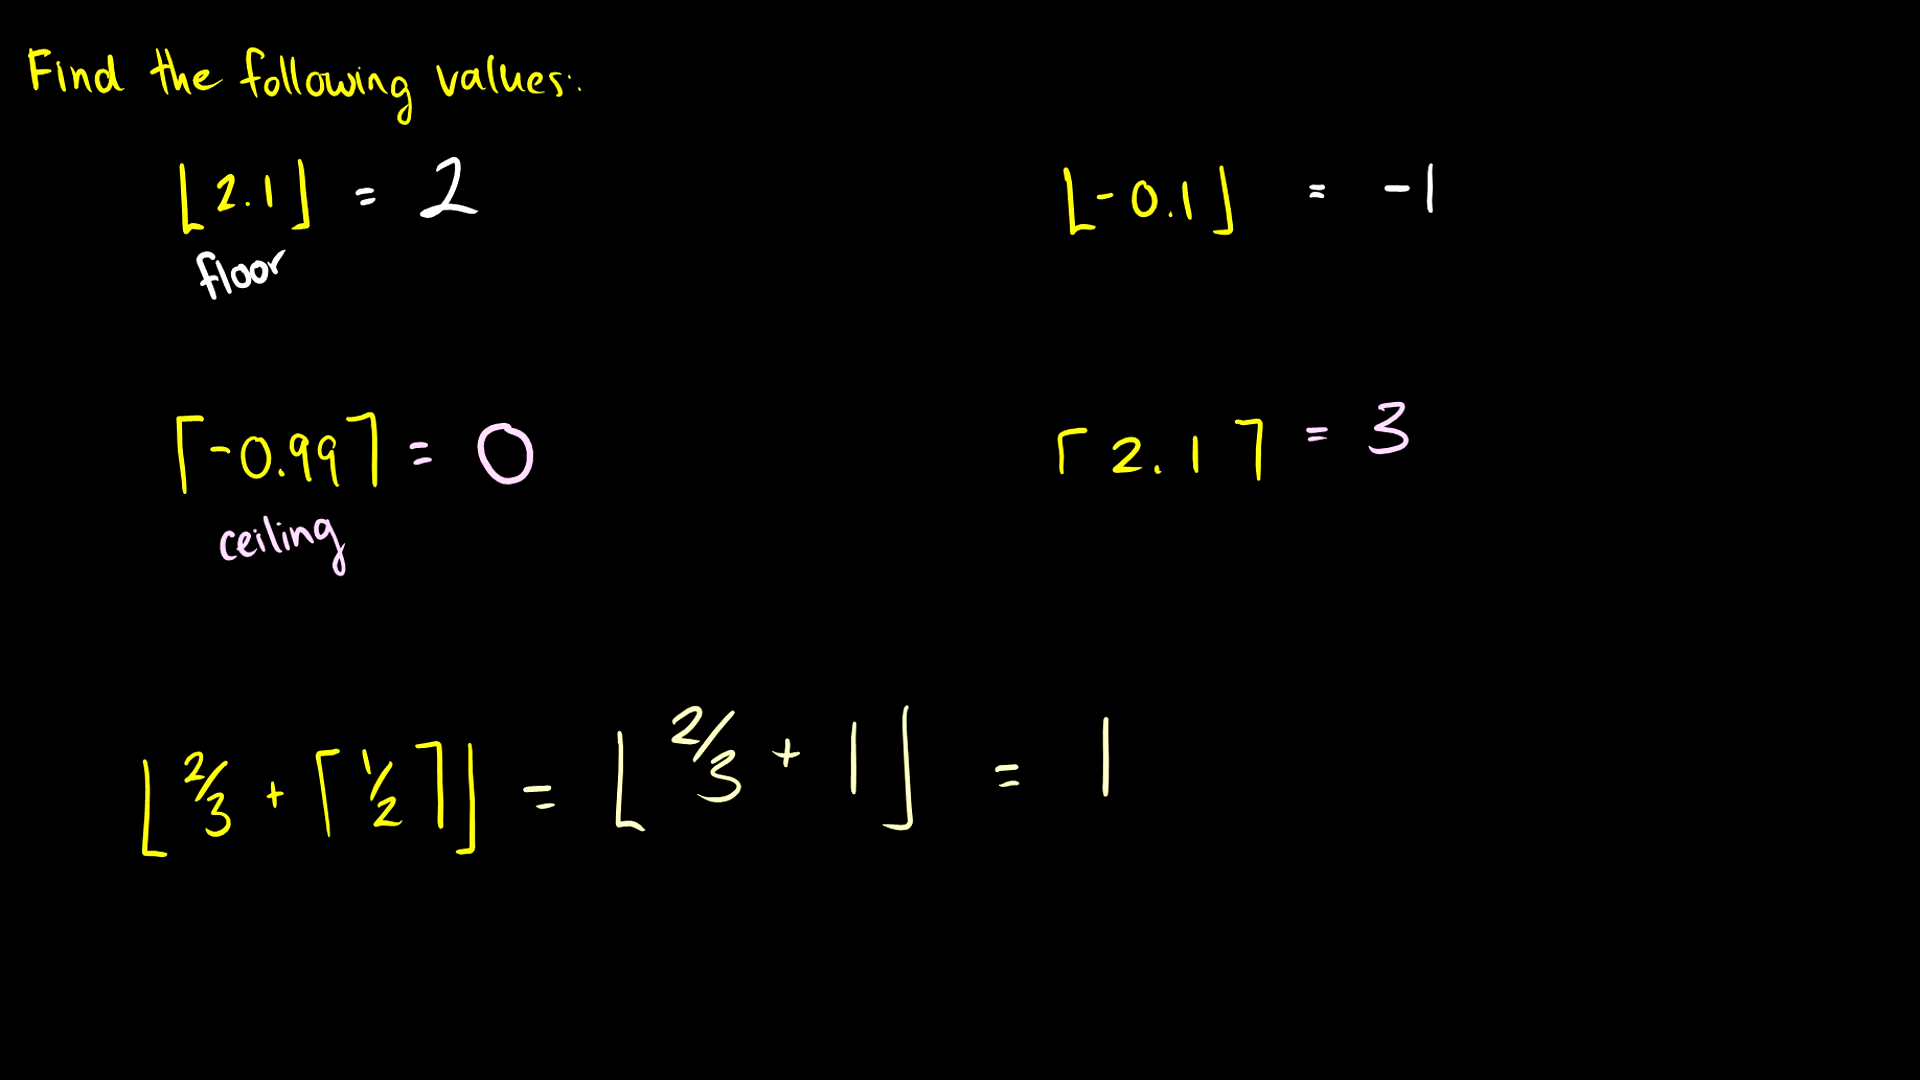 Find the following values:
⌊2.1⌋ = 2
floor
⌊-0.1⌋ = -1
⌈-0.99⌉ = 0
ceiling
⌈2.1⌉ = 3
⌊2/3 + ⌈1/2⌉⌋ = ⌊2/3 + 1⌋ = 1